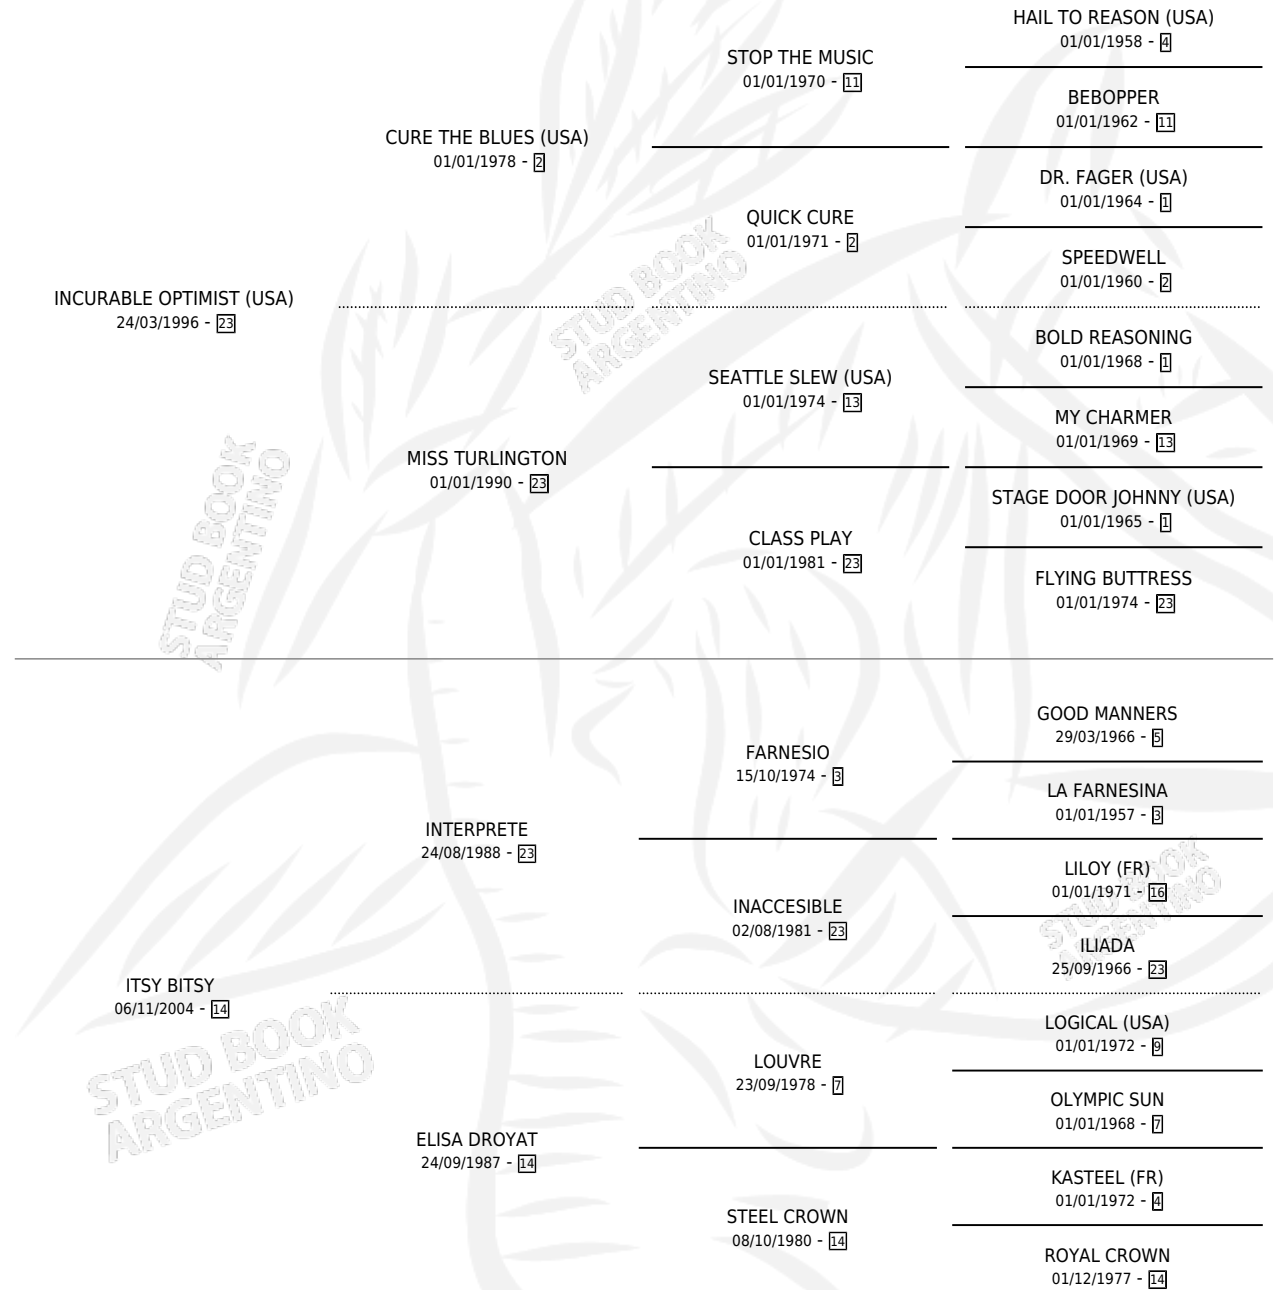 HAIL TO REASON (USA)
01/01/1958 - 4
STOP THE MUSIC
01/01/1970 - 11
BEBOPPER
01/01/1962 - 11
CURE THE BLUES (USA)
01/01/1978 - 2
DR. FAGER (USA)
01/01/1964 - 1
QUICK CURE
01/01/1971 - 2
SPEEDWELL
01/01/1960 - 2
INCURABLE OPTIMIST (USA)
24/03/1996 - 23
BOLD REASONING
01/01/1968 - 1
SEATTLE SLEW (USA)
01/01/1974 - 13
MY CHARMER
01/01/1969 - 13
MISS TURLINGTON
01/01/1990 - 23
STAGE DOOR JOHNNY (USA)
01/01/1965 - 1
CLASS PLAY
01/01/1981 - 23
FLYING BUTTRESS
01/01/1974 - 23
GOOD MANNERS
29/03/1966 - 5
FARNESIO
15/10/1974 - 3
LA FARNESINA
01/01/1957 - 3
INTERPRETE
24/08/1988 - 23
LILOY (FR)
01/01/1971 - 16
INACCESIBLE
02/08/1981 - 23
ILIADA
25/09/1966 - 23
ITSY BITSY
06/11/2004 - 14
LOGICAL (USA)
01/01/1972 - 9
LOUVRE
23/09/1978 - 7
OLYMPIC SUN
01/01/1968 - 7
ELISA DROYAT
24/09/1987 - 14
KASTEEL (FR)
01/01/1972 - 4
STEEL CROWN
08/10/1980 - 14
ROYAL CROWN
01/12/1977 - 14
STUD BOOK
ARGENTINO
STUD BOOK
ARGENTINO
STUD BOOK
ARGENTINO
STUD BOOK
ARGENTINO